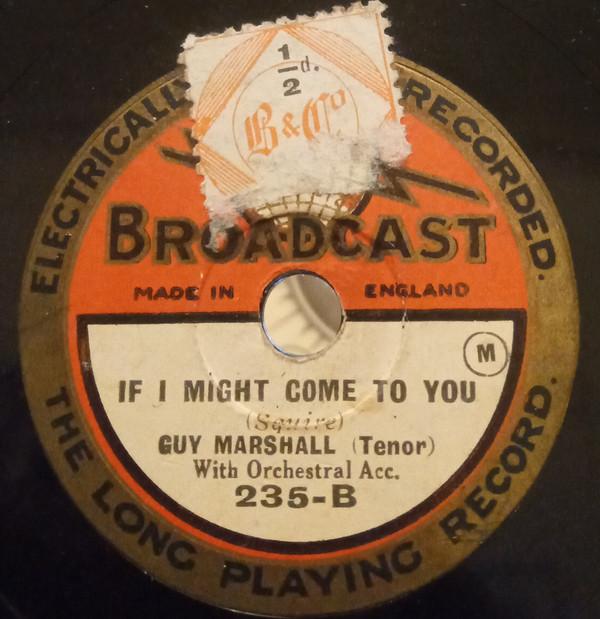 1/2 d.
B & Co
ELECTRICALLY RECORDED.
BROADCAST
MADE IN ENGLAND
M
IF I MIGHT COME TO YOU
(Squire)
GUY MARSHALL (Tenor)
With Orchestral Acc.
235-B
THE LONG PLAYING RECORD.